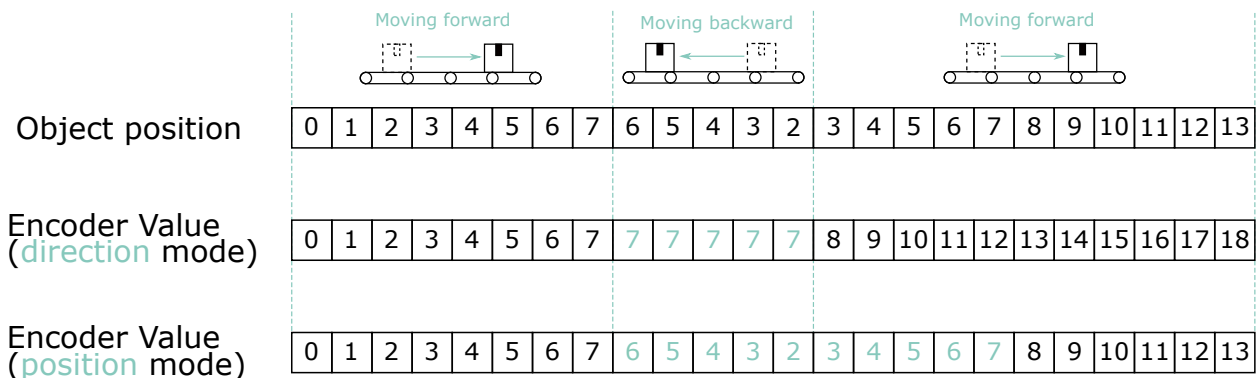 Moving forward Moving backward Moving forward
Object position 0 1 2 3 4 5 6 7 6 5 4 3 2 3 4 5 6 7 8 9 10 11 12 13
Encoder Value
(direction mode) 0 1 2 3 4 5 6 7 7 7 7 7 7 8 9 10 11 12 13 14 15 16 17 18
Encoder Value
(position mode) 0 1 2 3 4 5 6 7 6 5 4 3 2 3 4 5 6 7 8 9 10 11 12 13